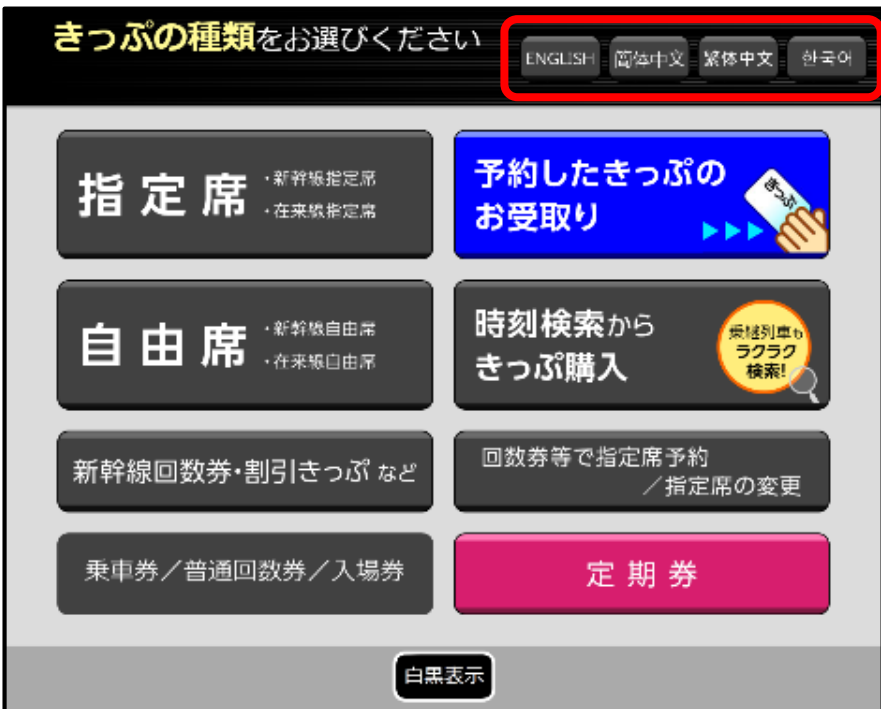 きっぷの種類をお選びください
ENGLISH 简体中文 繁体中文 한국어
指定席
・新幹線指定席
・在来線指定席
予約したきっぷの
お受取り
きっぷ
自由席
・新幹線自由席
・在来線自由席
時刻検索から
きっぷ購入
乗継列車も
ラクラク
検索!
新幹線回数券・割引きっぷ など
回数券等で指定席予約
／指定席の変更
乗車券／普通回数券／入場券
定期券
白黒表示